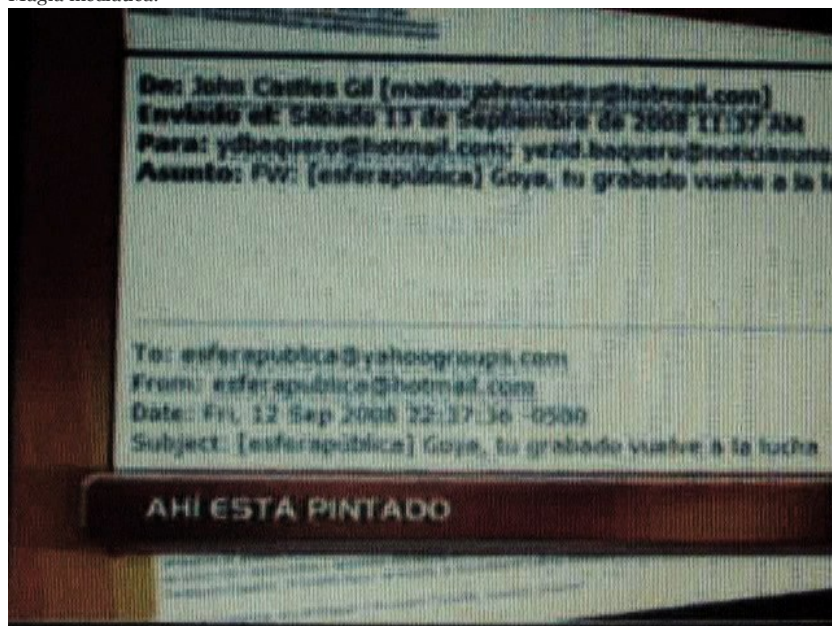 De: John Castles Gil (mailto:johncastles@hotmail.com)
Enviado el: Sábado 13 de Septiembre de 2008 11:37 AM
Para: ydbaquero@hotmail.com; yezid.baquero@noticiasuno
Asunto: FW: [esferapública] Goya, tu grabado vuelve a la l
To: esferapublica@yahoogroups.com
From: esferapublica@hotmail.com
Date: Fri, 12 Sep 2008 22:37:36 -0500
Subject: [esferapública] Goya, tu grabado vuelve a la lucha
AHÍ ESTÁ PINTADO